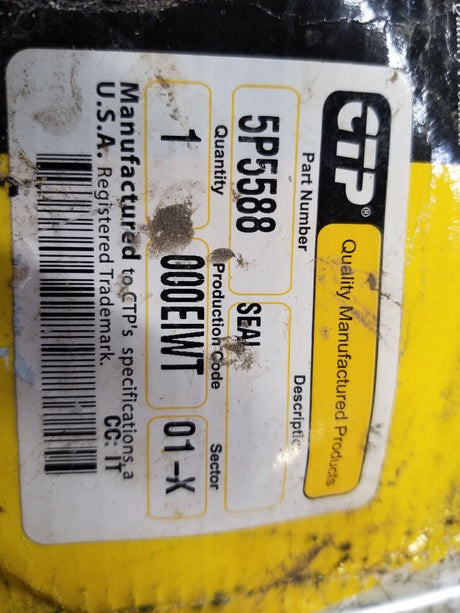 CTP®
Quality Manufactured Products
Part Number
Description
5P5588
SEAL
Quantity
Production Code
Sector
1
000EIWT
01-X
Manufactured to CTP's specifications, a
U.S.A. Registered Trademark.
CC: IT